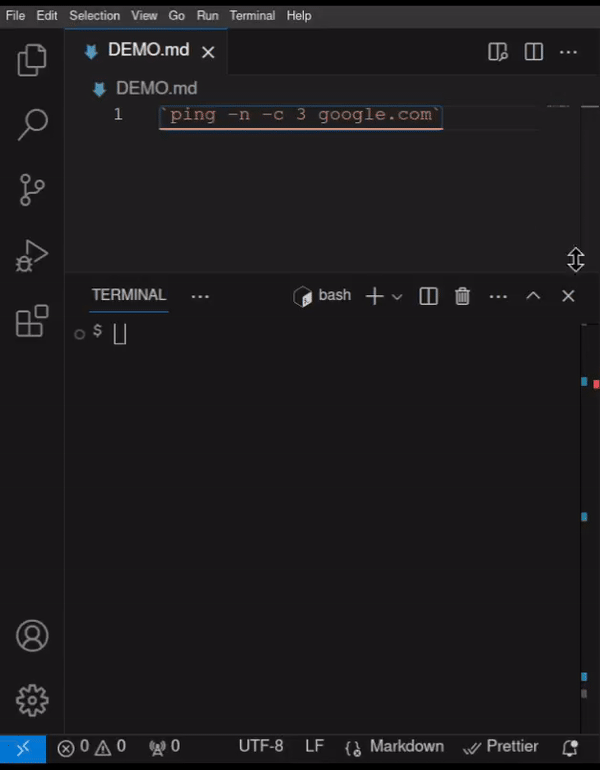 File Edit Selection View Go Run Terminal Help
DEMO.md
DEMO.md
1 `ping -n -c 3 google.com`
TERMINAL bash
$
0 0 0 UTF-8 LF Markdown Prettier